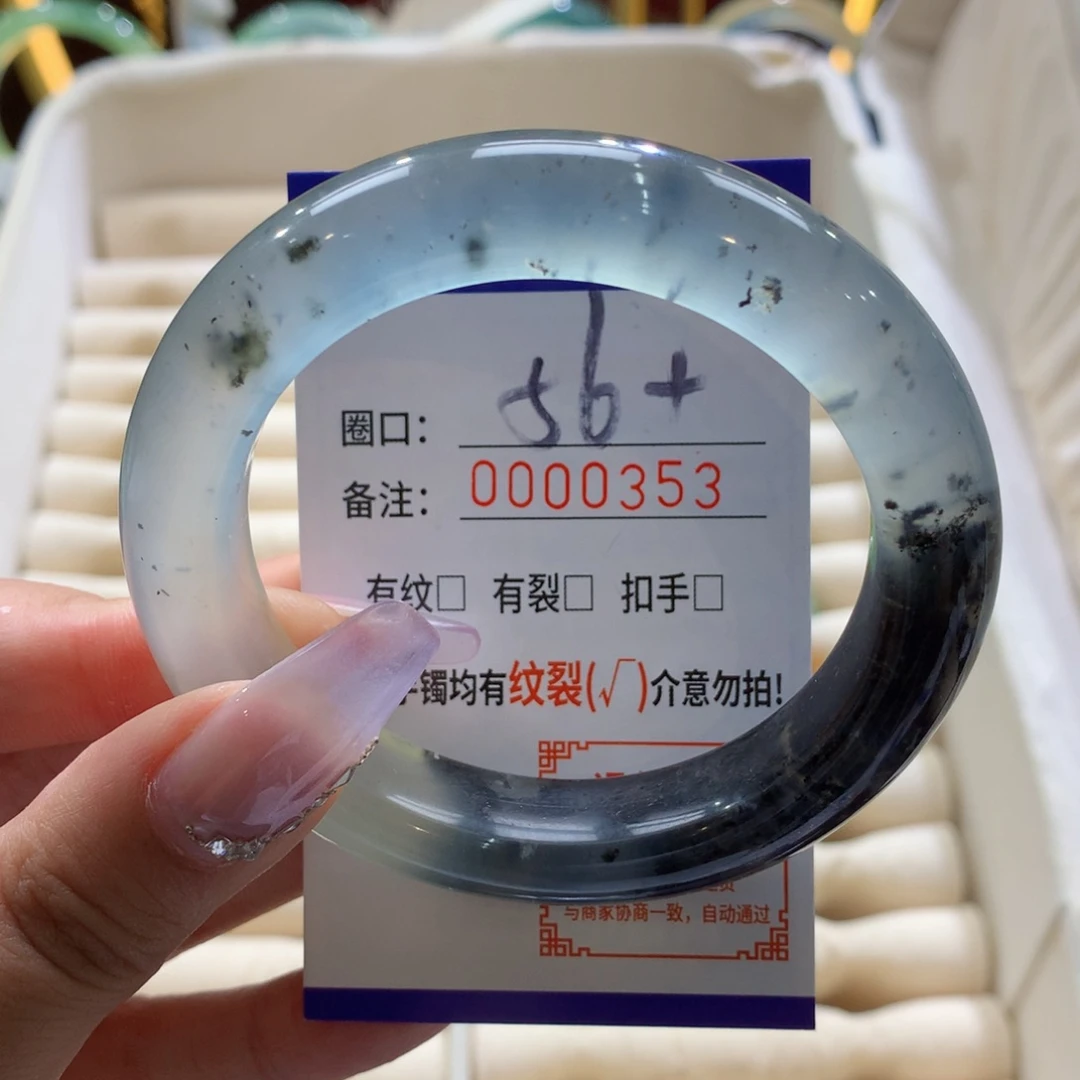 圈口： 56+
备注： 0000353
有纹□ 有裂□ 扣手□
手镯均有纹裂(√)介意勿拍！
与商家协商一致，自动通过